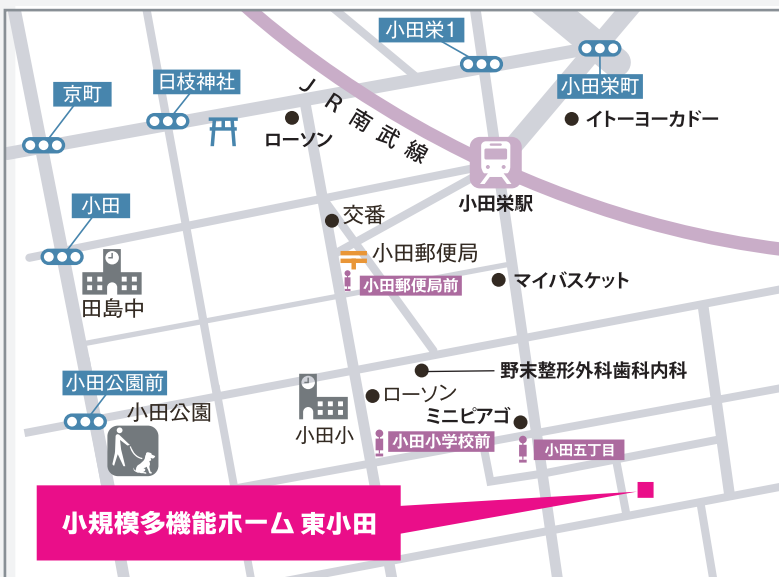 小田栄1
日枝神社
京町
小田栄町
JR南武線
ローソン
イトーヨーカドー
小田栄駅
小田
交番
小田郵便局
小田郵便局前
マイバスケット
田島中
野末整形外科歯科内科
小田公園前
小田公園
ローソン
ミニピアゴ
小田小
小田小学校前
小田五丁目
小規模多機能ホーム 東小田